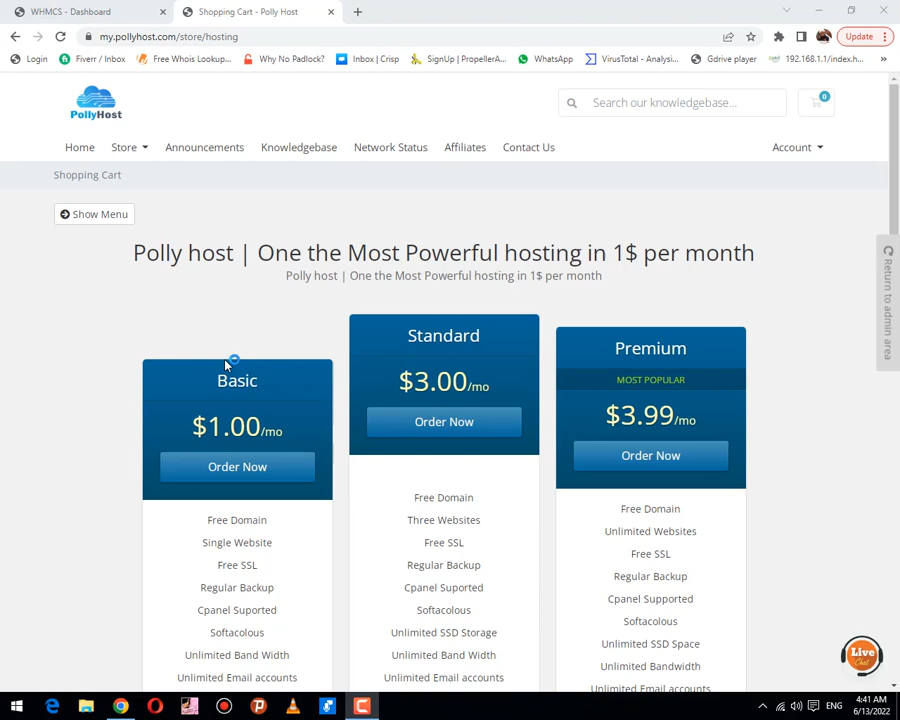 WHMCS - Dashboard
Shopping Cart - Polly Host
my.pollyhost.com/store/hosting
Update
Login
Fiverr / Inbox
Free Whois Lookup...
Why No Padlock?
Inbox | Crisp
SignUp | PropellerA...
WhatsApp
VirusTotal - Analysi...
Gdrive player
192.168.1.1/index.h...
»
PollyHost
Search our knowledgebase...
0
Home
Store
Announcements
Knowledgebase
Network Status
Affiliates
Contact Us
Account
Shopping Cart
Show Menu
Return to admin area
Polly host | One the Most Powerful hosting in 1$ per month
Polly host | One the Most Powerful hosting in 1$ per month
Basic
$1.00/mo
Order Now
Free Domain
Single Website
Free SSL
Regular Backup
Cpanel Suported
Softacolous
Unlimited Band Width
Unlimited Email accounts
Standard
$3.00/mo
Order Now
Free Domain
Three Websites
Free SSL
Regular Backup
Cpanel Suported
Softacolous
Unlimited SSD Storage
Unlimited Band Width
Unlimited Email accounts
Premium
MOST POPULAR
$3.99/mo
Order Now
Free Domain
Unlimited Websites
Free SSL
Regular Backup
Cpanel Supported
Softacolous
Unlimited SSD Space
Unlimited Bandwidth
Unlimited Email accounts
Live
Chat
ENG
4:41 AM
6/13/2022